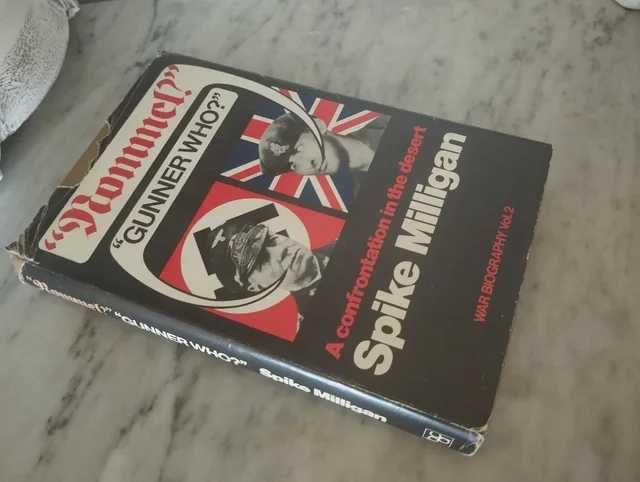 "Rommel?"
"GUNNER WHO?"
A confrontation in the desert
Spike Milligan
WAR BIOGRAPHY Vol. 2
"Rommel?" "GUNNER WHO?" Spike Milligan